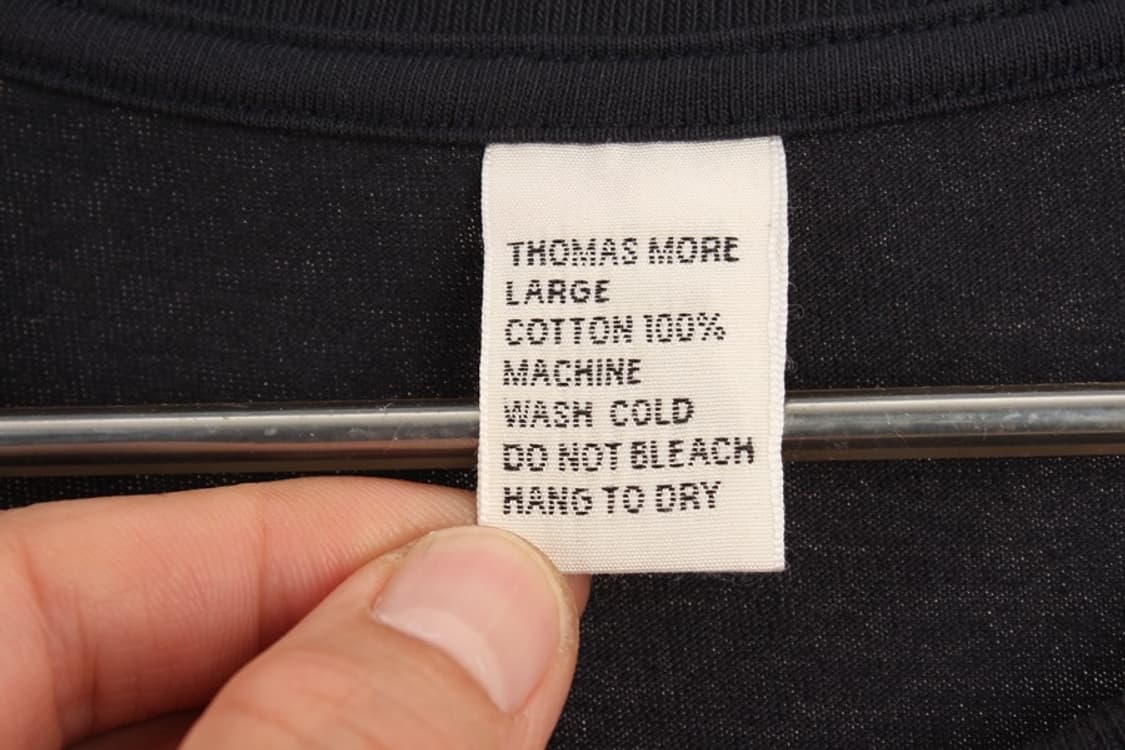 THOMAS MORE
LARGE
COTTON 100%
MACHINE
WASH COLD
DO NOT BLEACH
HANG TO DRY